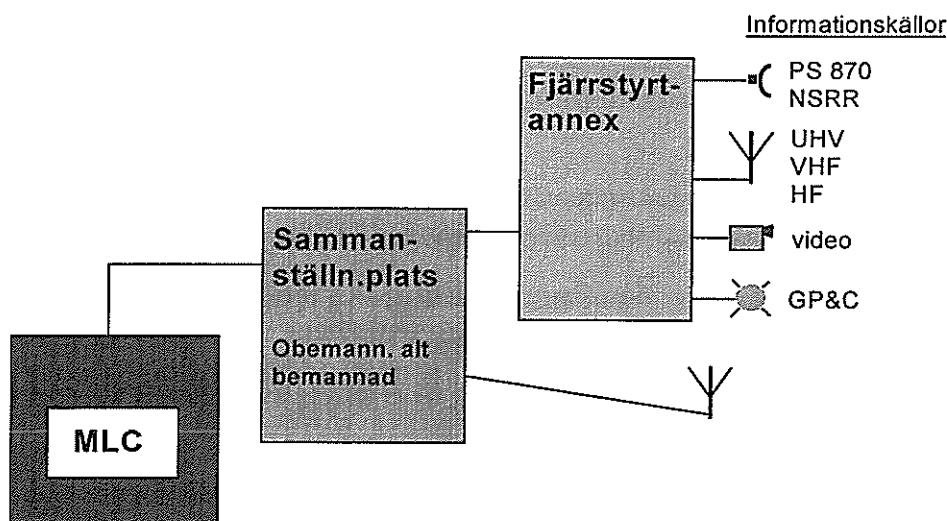 Informationskällor
Fjärrstyrt-
annex
PS 870
NSRR
UHV
VHF
HF
video
GP&C
Samman-
ställn.plats
Obemann. alt
bemannad
MLC